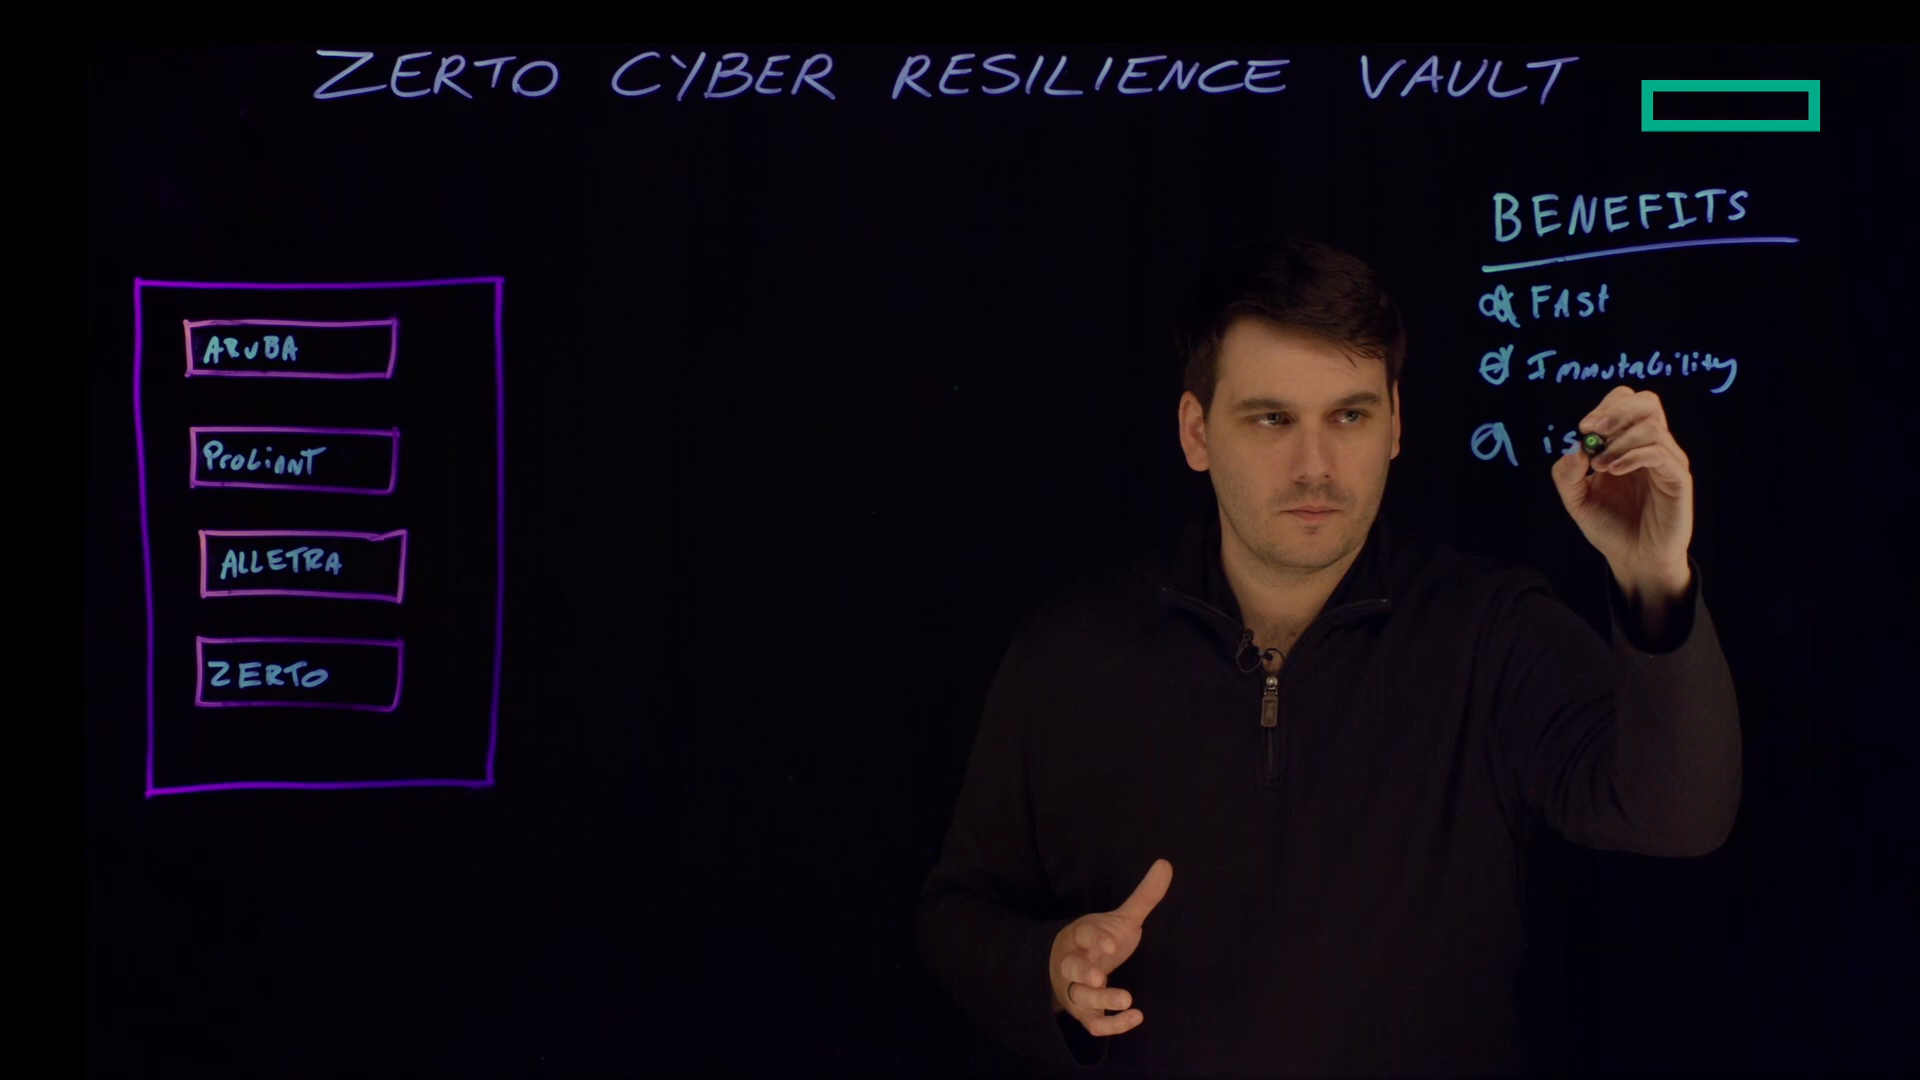 ZERTO CYBER RESILIENCE VAULT
BENEFITS
FASt
Immutability
is
ARUBA
ProLiANT
ALLETRA
ZERTO